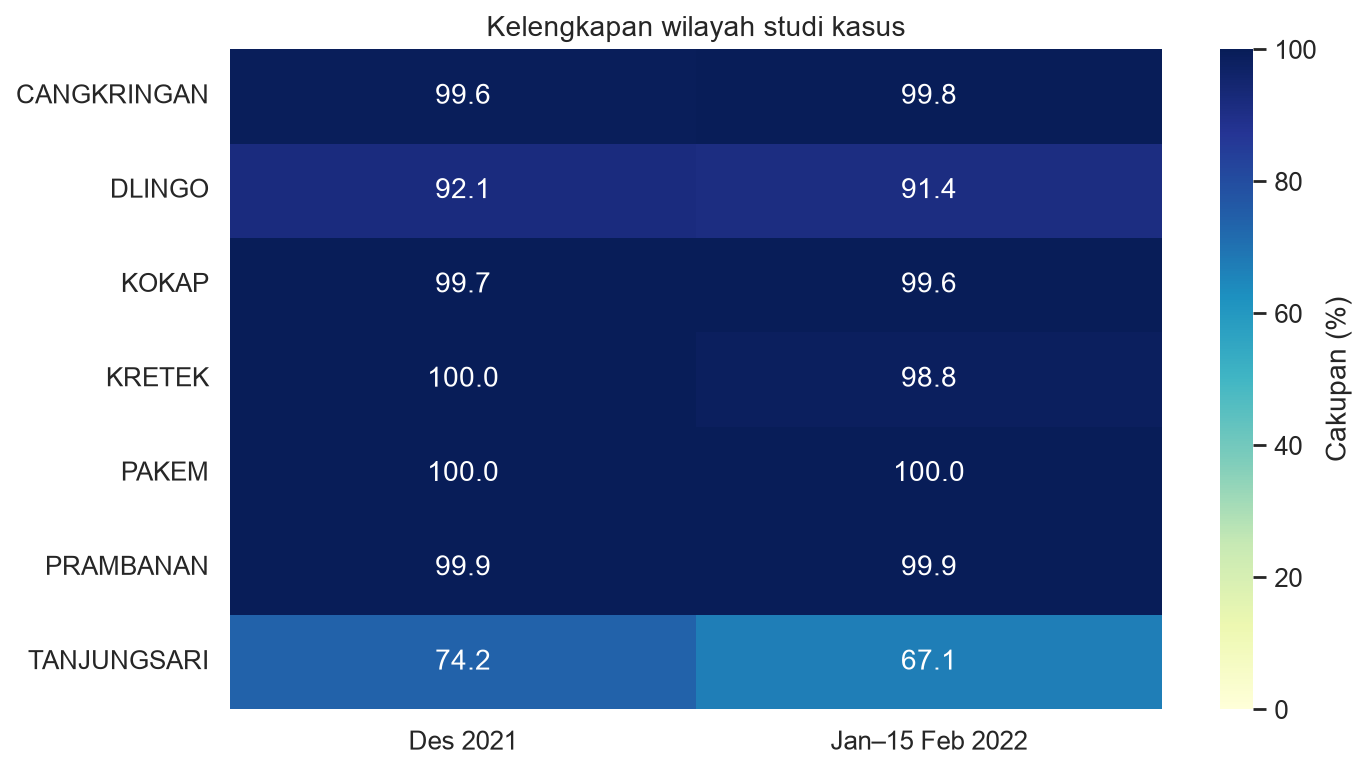 Kelengkapan wilayah studi kasus
CANGKRINGAN 99.6 99.8
DLINGO 92.1 91.4
KOKAP 99.7 99.6
KRETEK 100.0 98.8
PAKEM 100.0 100.0
PRAMBANAN 99.9 99.9
TANJUNGSARI 74.2 67.1
Des 2021 Jan–15 Feb 2022
100
80
60
40
20
0
Cakupan (%)